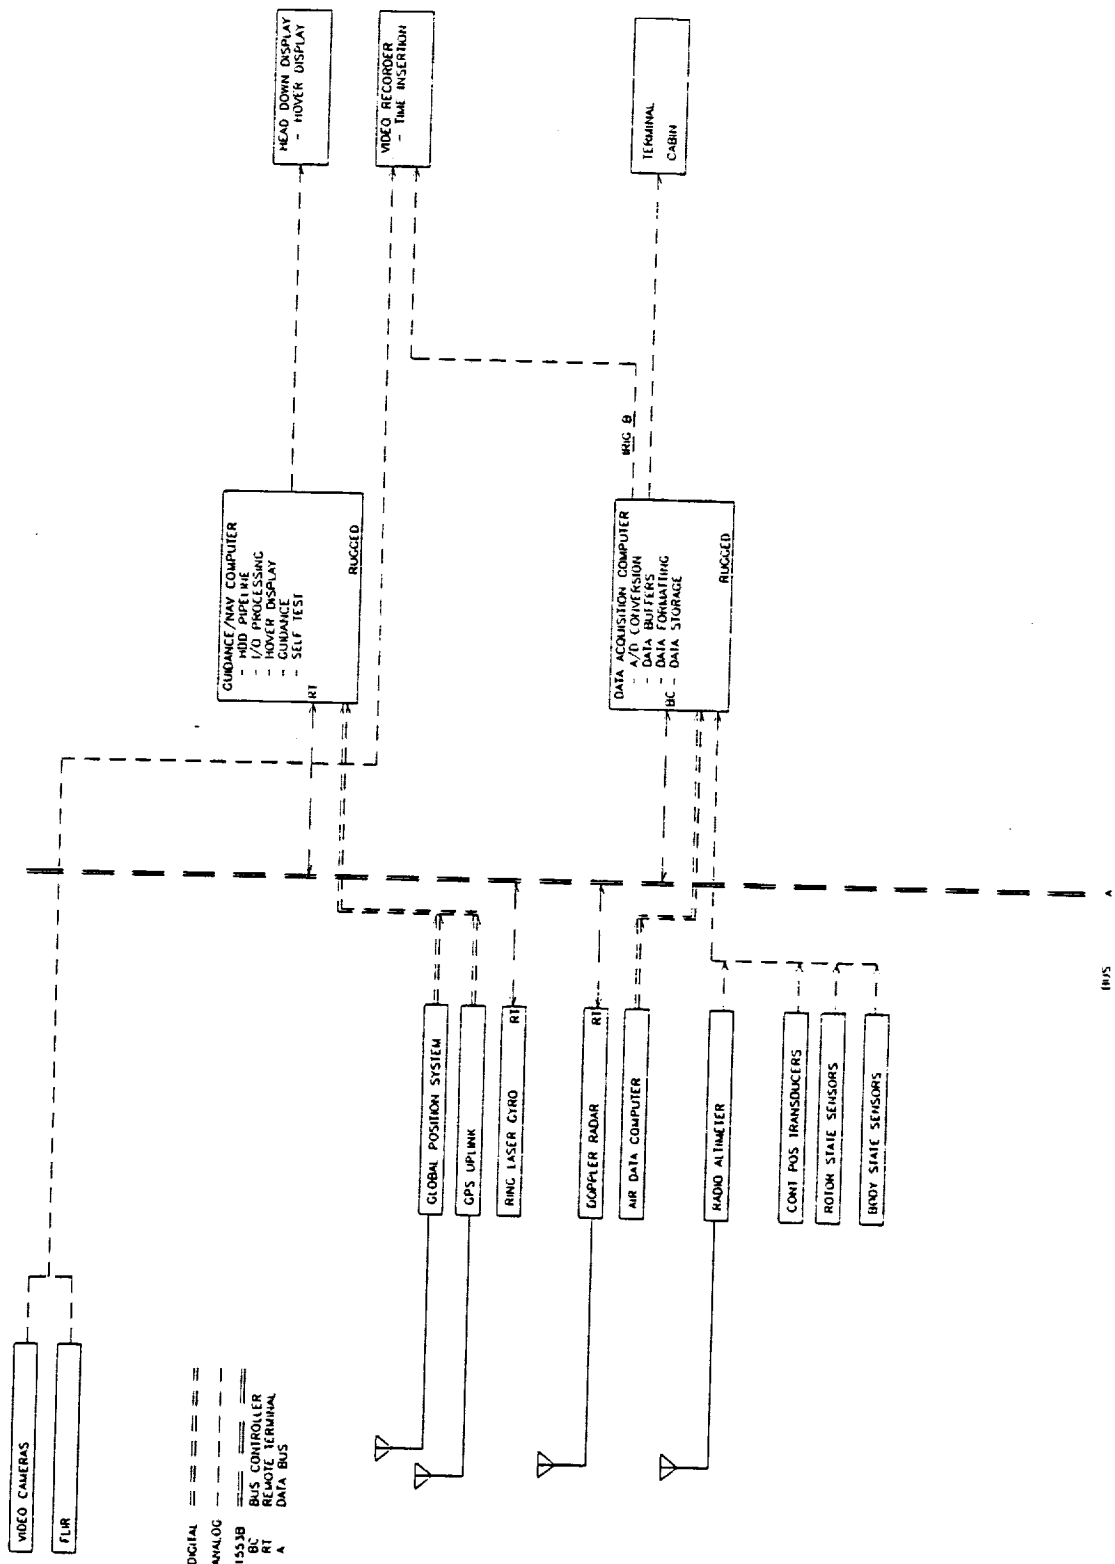 VIDEO CAMERAS
FLIR
DIGITAL
ANALOG
1553B
BC BUS CONTROLLER
RT REMOTE TERMINAL
A DATA BUS
GLOBAL POSITION SYSTEM
GPS UPLINK
RING LASER GYRO RT
DOPPLER RADAR RT
AIR DATA COMPUTER
RADIO ALTIMETER
CONT POS TRANSDUCERS
ROTOR STATE SENSORS
BODY STATE SENSORS
BUS A
GUIDANCE/NAV COMPUTER
- HDD PIPELINE
- I/O PROCESSING
- HOVER DISPLAY
- GUIDANCE
- SELF TEST
RT
RUGGED
DATA ACQUISITION COMPUTER
- A/D CONVERSION
- DATA BUFFERS
- DATA FORMATTING
- DATA STORAGE
BC
RUGGED
IRIG B
HEAD DOWN DISPLAY
- HOVER DISPLAY
VIDEO RECORDER
- TIME INSERTION
TERMINAL
CABIN